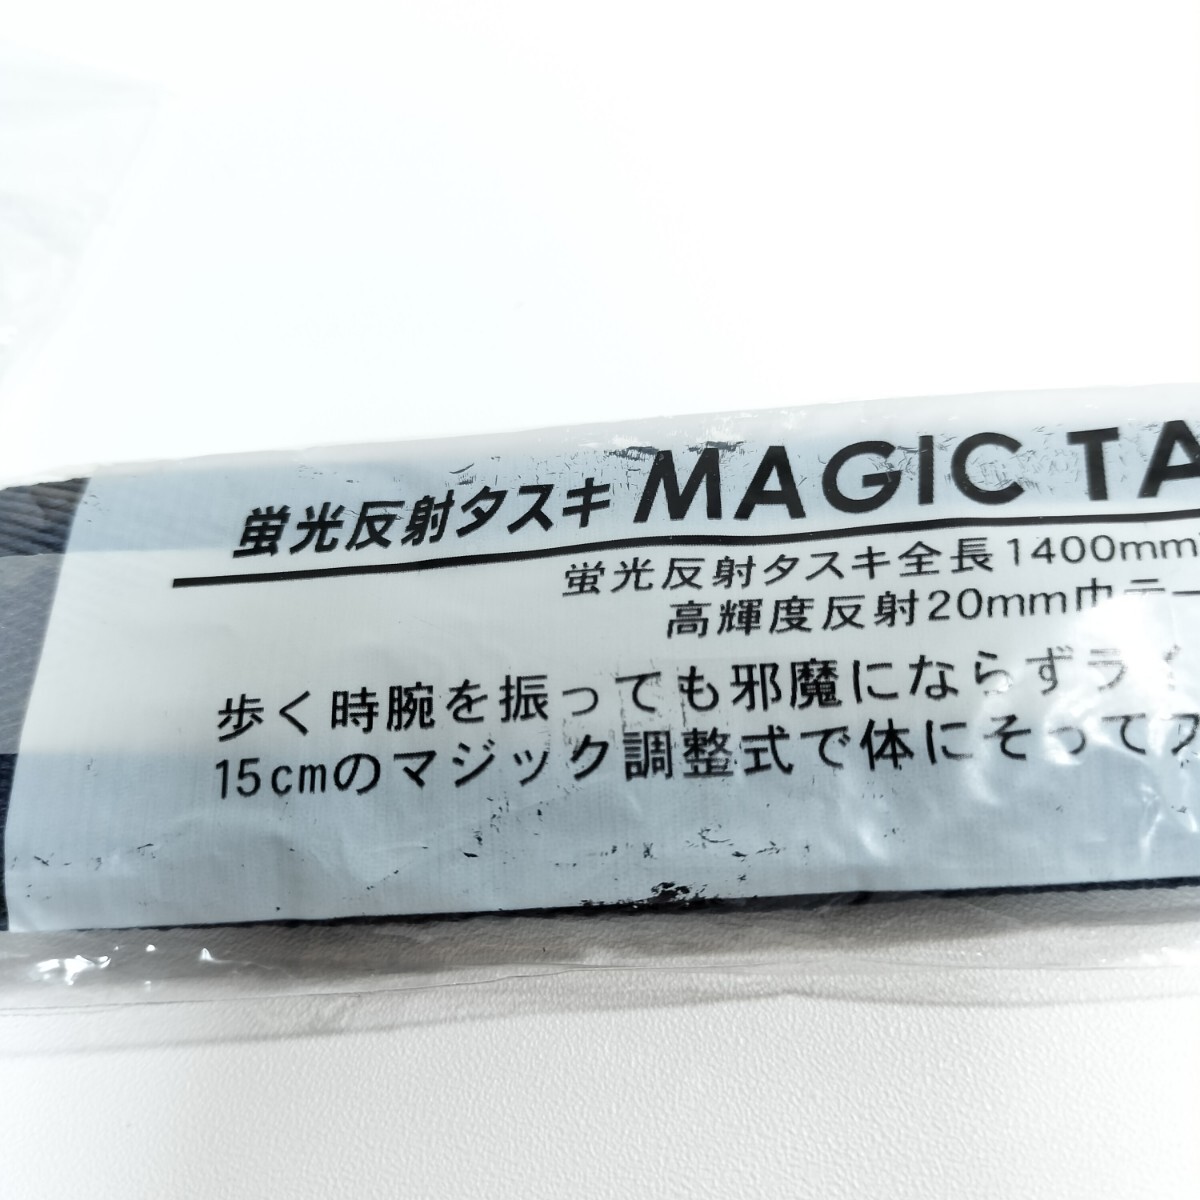 蛍光反射タスキ MAGIC TA
蛍光反射タスキ全長1400mm
高輝度反射20mm巾テー
歩く時腕を振っても邪魔にならずライ
15cmのマジック調整式で体にそってフ